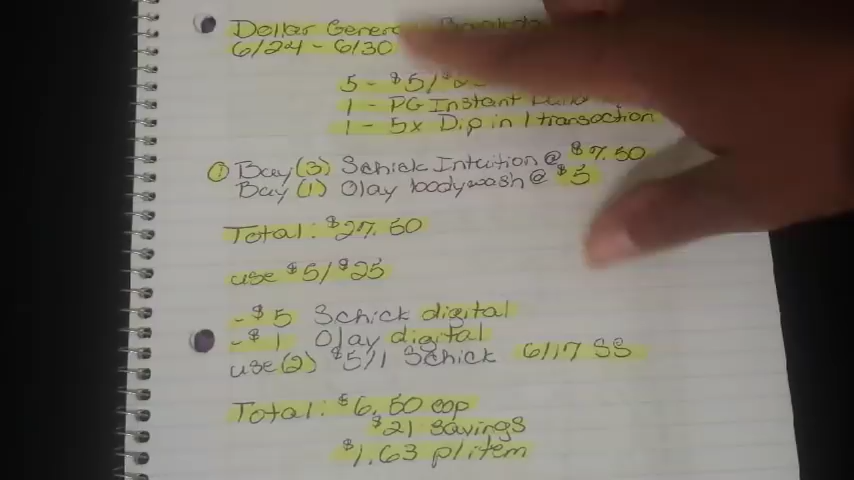 Dollar General
6/24 - 6/30
5 - $5/$2
1 - PG Instant
1 - 5x Dip in 1 transaction
① Buy (3) Schick Intuition @ $7.50
Buy (1) Olay bodywash @ $5
Total: $27.50
use $5/$25
- $5 Schick digital
- $1 Olay digital
use (2) $5/1 Schick 6/17 SS
Total: $6.50 oop
$21 savings
$1.63 p/item